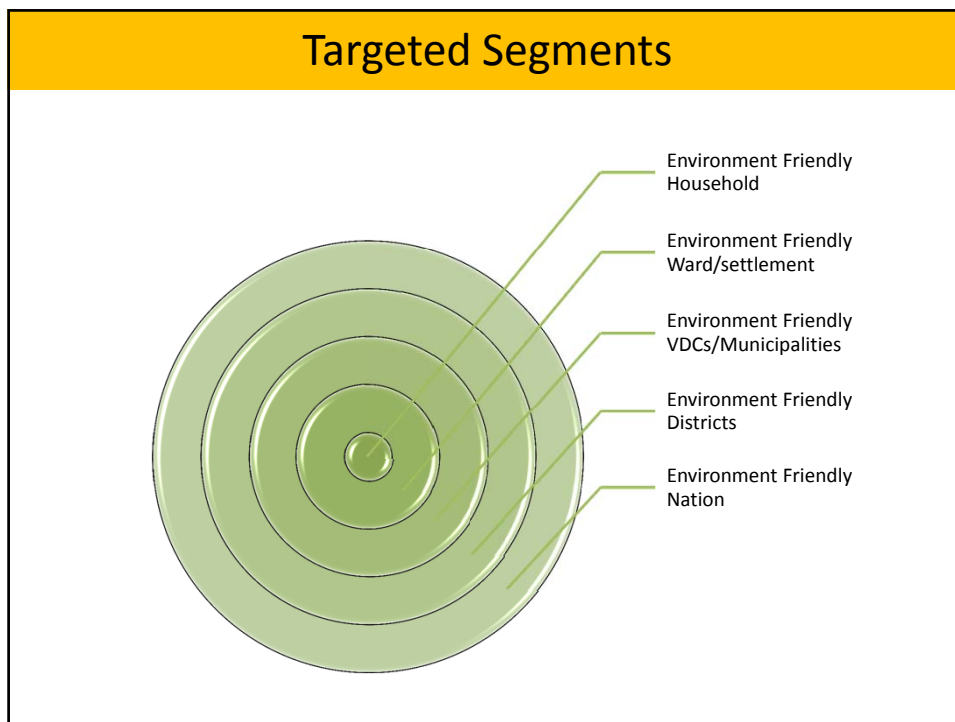 Targeted Segments
Environment Friendly
Household
Environment Friendly
Ward/settlement
Environment Friendly
VDCs/Municipalities
Environment Friendly
Districts
Environment Friendly
Nation